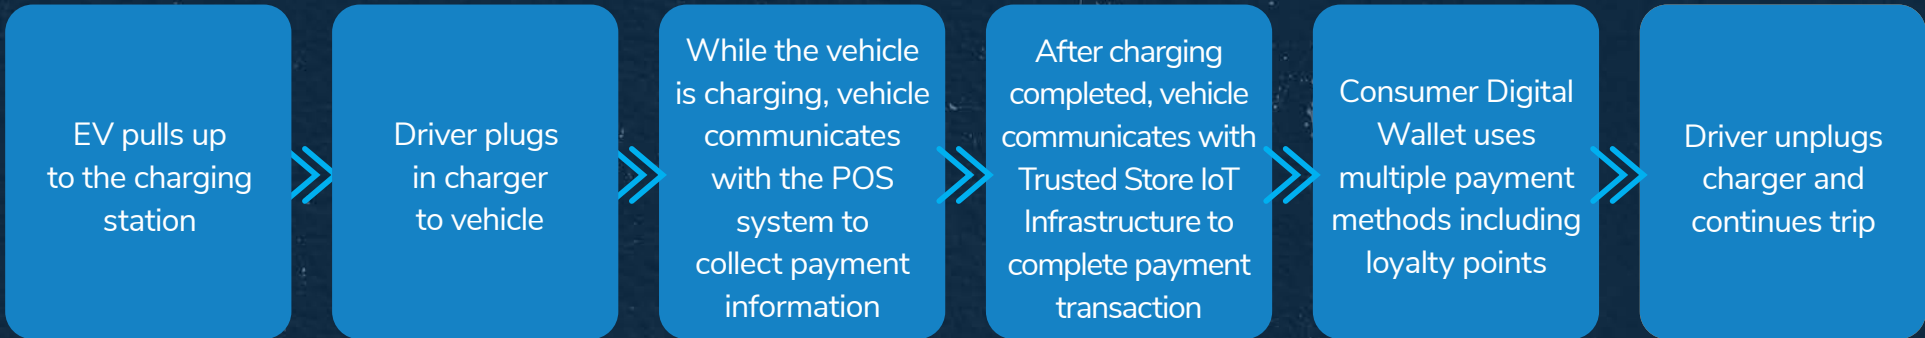 EV pulls up
to the charging
station
Driver plugs
in charger
to vehicle
While the vehicle
is charging, vehicle
communicates
with the POS
system to
collect payment
information
After charging
completed, vehicle
communicates with
Trusted Store IoT
Infrastructure to
complete payment
transaction
Consumer Digital
Wallet uses
multiple payment
methods including
loyalty points
Driver unplugs
charger and
continues trip